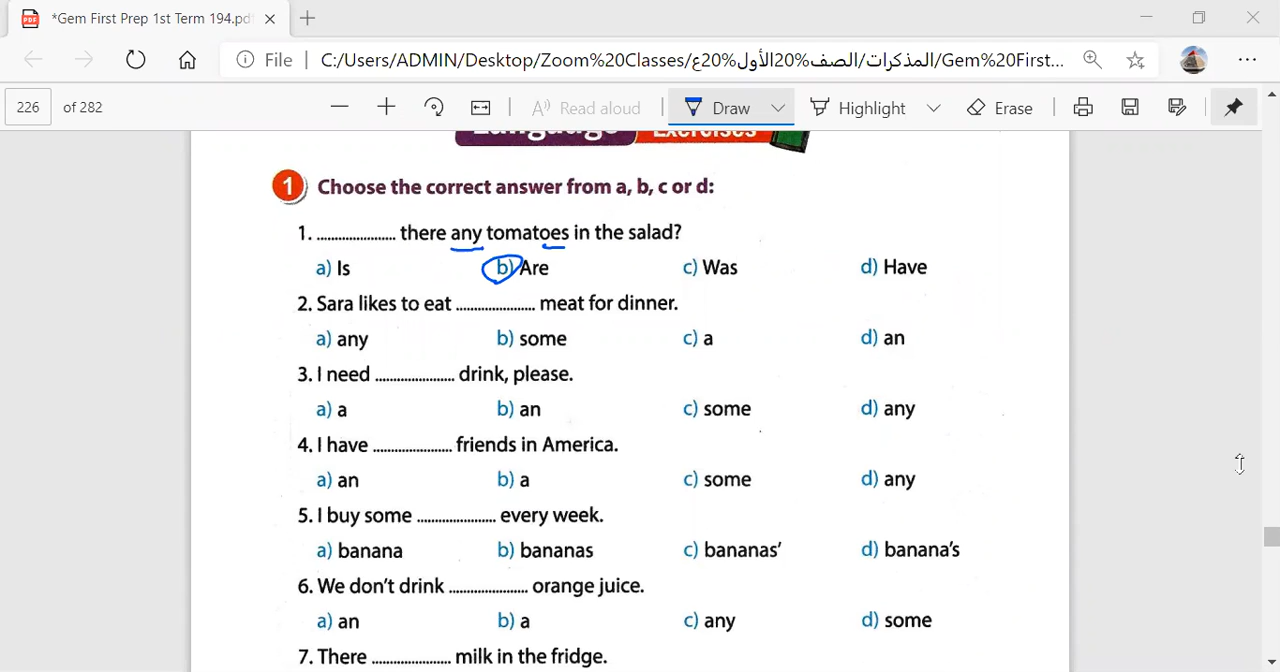 *Gem First Prep 1st Term 194.pdf
File C:/Users/ADMIN/Desktop/Zoom%20Classes/المذكرات/الصف%20الأول%20ع/Gem%20First...
226 of 282 Read aloud Draw Highlight Erase
Language Exercises
1 Choose the correct answer from a, b, c or d:
1. .................... there any tomatoes in the salad?
a) Is b) Are c) Was d) Have
2. Sara likes to eat .................... meat for dinner.
a) any b) some c) a d) an
3. I need .................... drink, please.
a) a b) an c) some d) any
4. I have .................... friends in America.
a) an b) a c) some d) any
5. I buy some .................... every week.
a) banana b) bananas c) bananas’ d) banana’s
6. We don’t drink .................... orange juice.
a) an b) a c) any d) some
7. There .................... milk in the fridge.